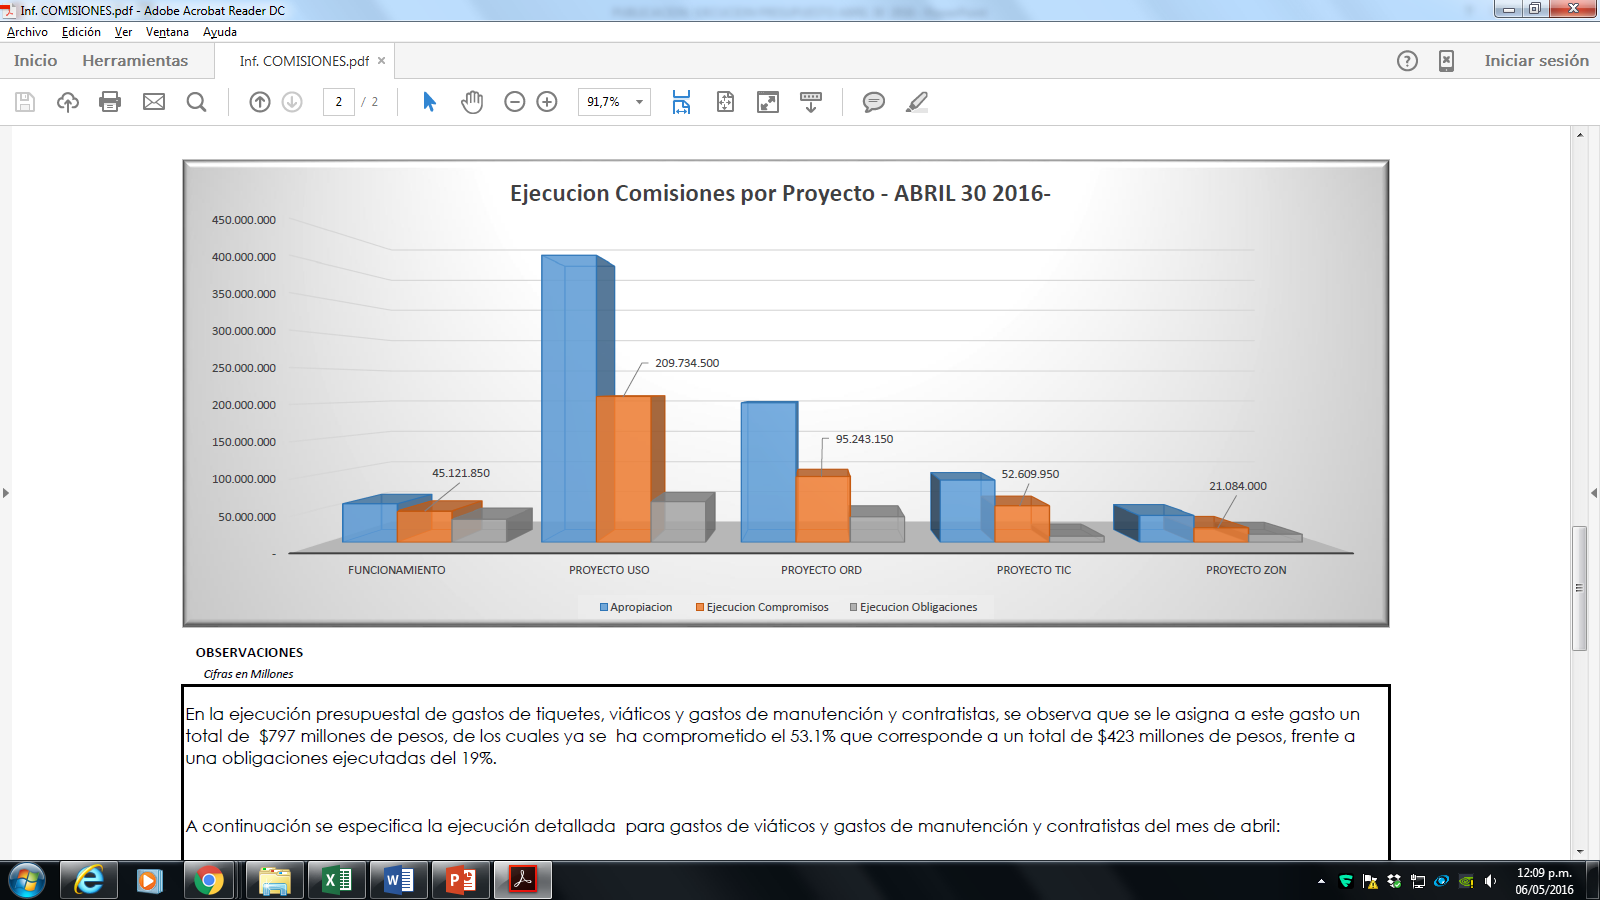 Inf. COMISIONES.pdf - Adobe Acrobat Reader DC
Archivo Edición Ver Ventana Ayuda
Inicio Herramientas Inf. COMISIONES.pdf × Iniciar sesión
2 / 2 91,7%
Ejecucion Comisiones por Proyecto - ABRIL 30 2016-
450.000.000
400.000.000
350.000.000
300.000.000
250.000.000
200.000.000
150.000.000
100.000.000
50.000.000
-
45.121.850
209.734.500
95.243.150
52.609.950
21.084.000
FUNCIONAMIENTO PROYECTO USO PROYECTO ORD PROYECTO TIC PROYECTO ZON
Apropiacion Ejecucion Compromisos Ejecucion Obligaciones
OBSERVACIONES
Cifras en Millones
En la ejecución presupuestal de gastos de tiquetes, viáticos y gastos de manutención y contratistas, se observa que se le asigna a este gasto un
total de $797 millones de pesos, de los cuales ya se ha comprometido el 53.1% que corresponde a un total de $423 millones de pesos, frente a
una obligaciones ejecutadas del 19%.
A continuación se especifica la ejecución detallada para gastos de viáticos y gastos de manutención y contratistas del mes de abril:
12:09 p.m.
06/05/2016